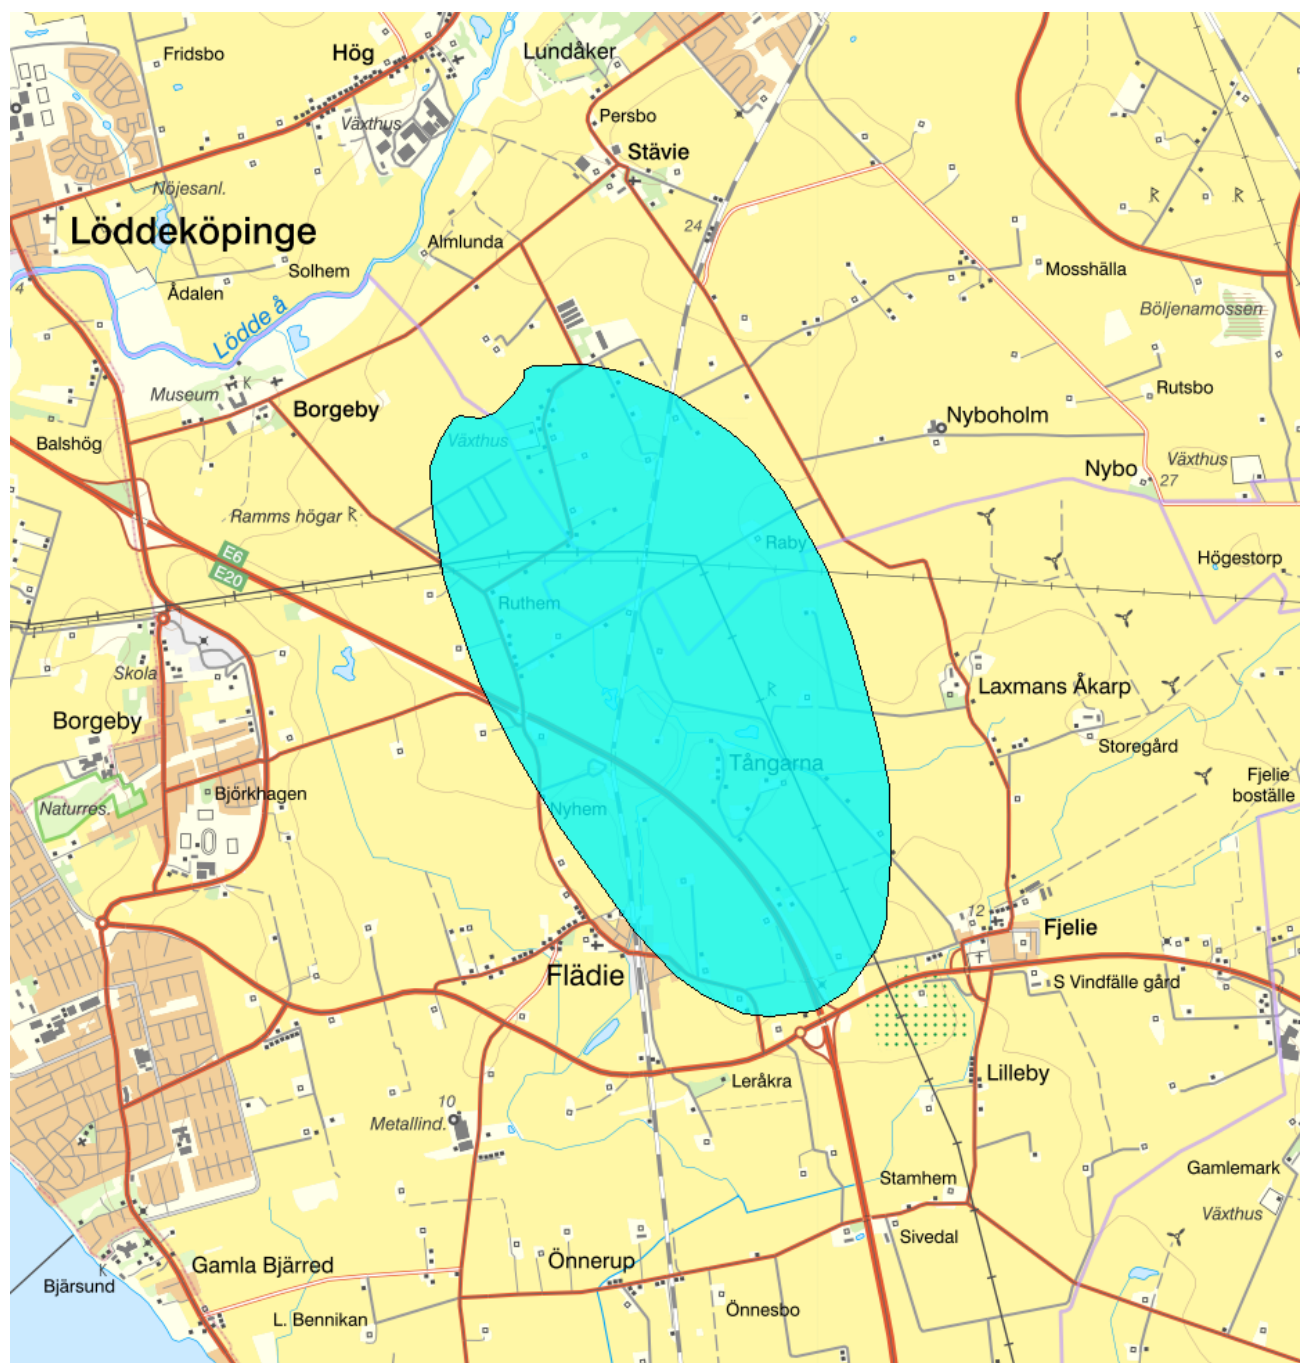 Fridsbo
Hög
Lundåker
Växthus
Persbo
Stävie
Nöjesanl.
Löddeköpinge
24
Almlunda
Solhem
Mosshälla
4
Ådalen
Lödde å
Böljenamossen
Museum
K
Rutsbo
Borgeby
Nyboholm
Balshög
Växthus
Nybo
Växthus
27
Ramms högar R
R
R
E6
E20
Raby
Högestorp
Ruthem
Skola
Laxmans Åkarp
R
Borgeby
Storegård
Tångarna
Fjelie
boställe
Björkhagen
Naturres.
Nyhem
12
Fjelie
Flädie
S Vindfälle gård
Lilleby
Leråkra
10
Metallind.
Gamlemark
Stamhem
Växthus
Sivedal
Gamla Bjärred
Önnerup
K
Bjärsund
Önnesbo
L. Bennikan